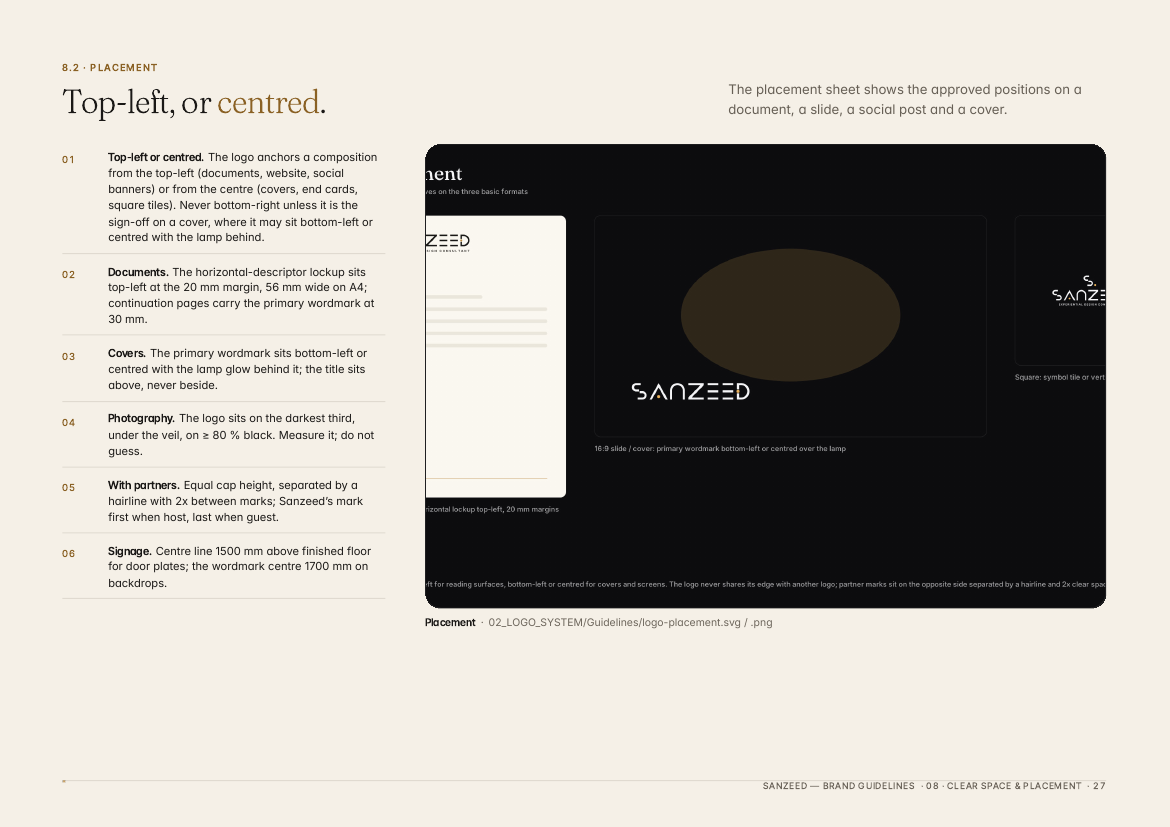 8.2 · PLACEMENT
Top-left, or centred.
The placement sheet shows the approved positions on a
document, a slide, a social post and a cover.
01
Top-left or centred. The logo anchors a composition
from the top-left (documents, website, social
banners) or from the centre (covers, end cards,
square tiles). Never bottom-right unless it is the
sign-off on a cover, where it may sit bottom-left or
centred with the lamp behind.
02
Documents. The horizontal-descriptor lockup sits
top-left at the 20 mm margin, 56 mm wide on A4;
continuation pages carry the primary wordmark at
30 mm.
03
Covers. The primary wordmark sits bottom-left or
centred with the lamp glow behind it; the title sits
above, never beside.
04
Photography. The logo sits on the darkest third,
under the veil, on ≥ 80 % black. Measure it; do not
guess.
05
With partners. Equal cap height, separated by a
hairline with 2x between marks; Sanzeed’s mark
first when host, last when guest.
06
Signage. Centre line 1500 mm above finished floor
for door plates; the wordmark centre 1700 mm on
backdrops.
nent
ves on the three basic formats
ZEED
rizontal lockup top-left, 20 mm margins
SANZEED
16:9 slide / cover: primary wordmark bottom-left or centred over the lamp
S.
SANZE
EXPERIENTIAL DESIGN CON
Square: symbol tile or vert
eft for reading surfaces, bottom-left or centred for covers and screens. The logo never shares its edge with another logo; partner marks sit on the opposite side separated by a hairline and 2x clear spac
Placement · 02_LOGO_SYSTEM/Guidelines/logo-placement.svg / .png
SANZEED — BRAND GUIDELINES · 08 · CLEAR SPACE & PLACEMENT · 27